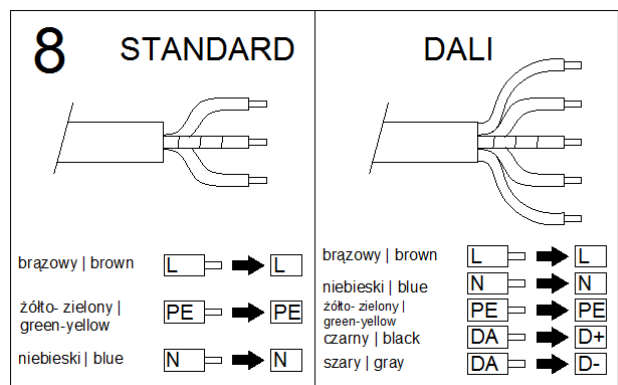 8 STANDARD
brązowy | brown L L
żółto- zielony |
green-yellow PE PE
niebieski | blue N N
DALI
brązowy | brown L L
niebieski | blue N N
żółto- zielony |
green-yellow PE PE
czarny | black DA D+
szary | gray DA D-